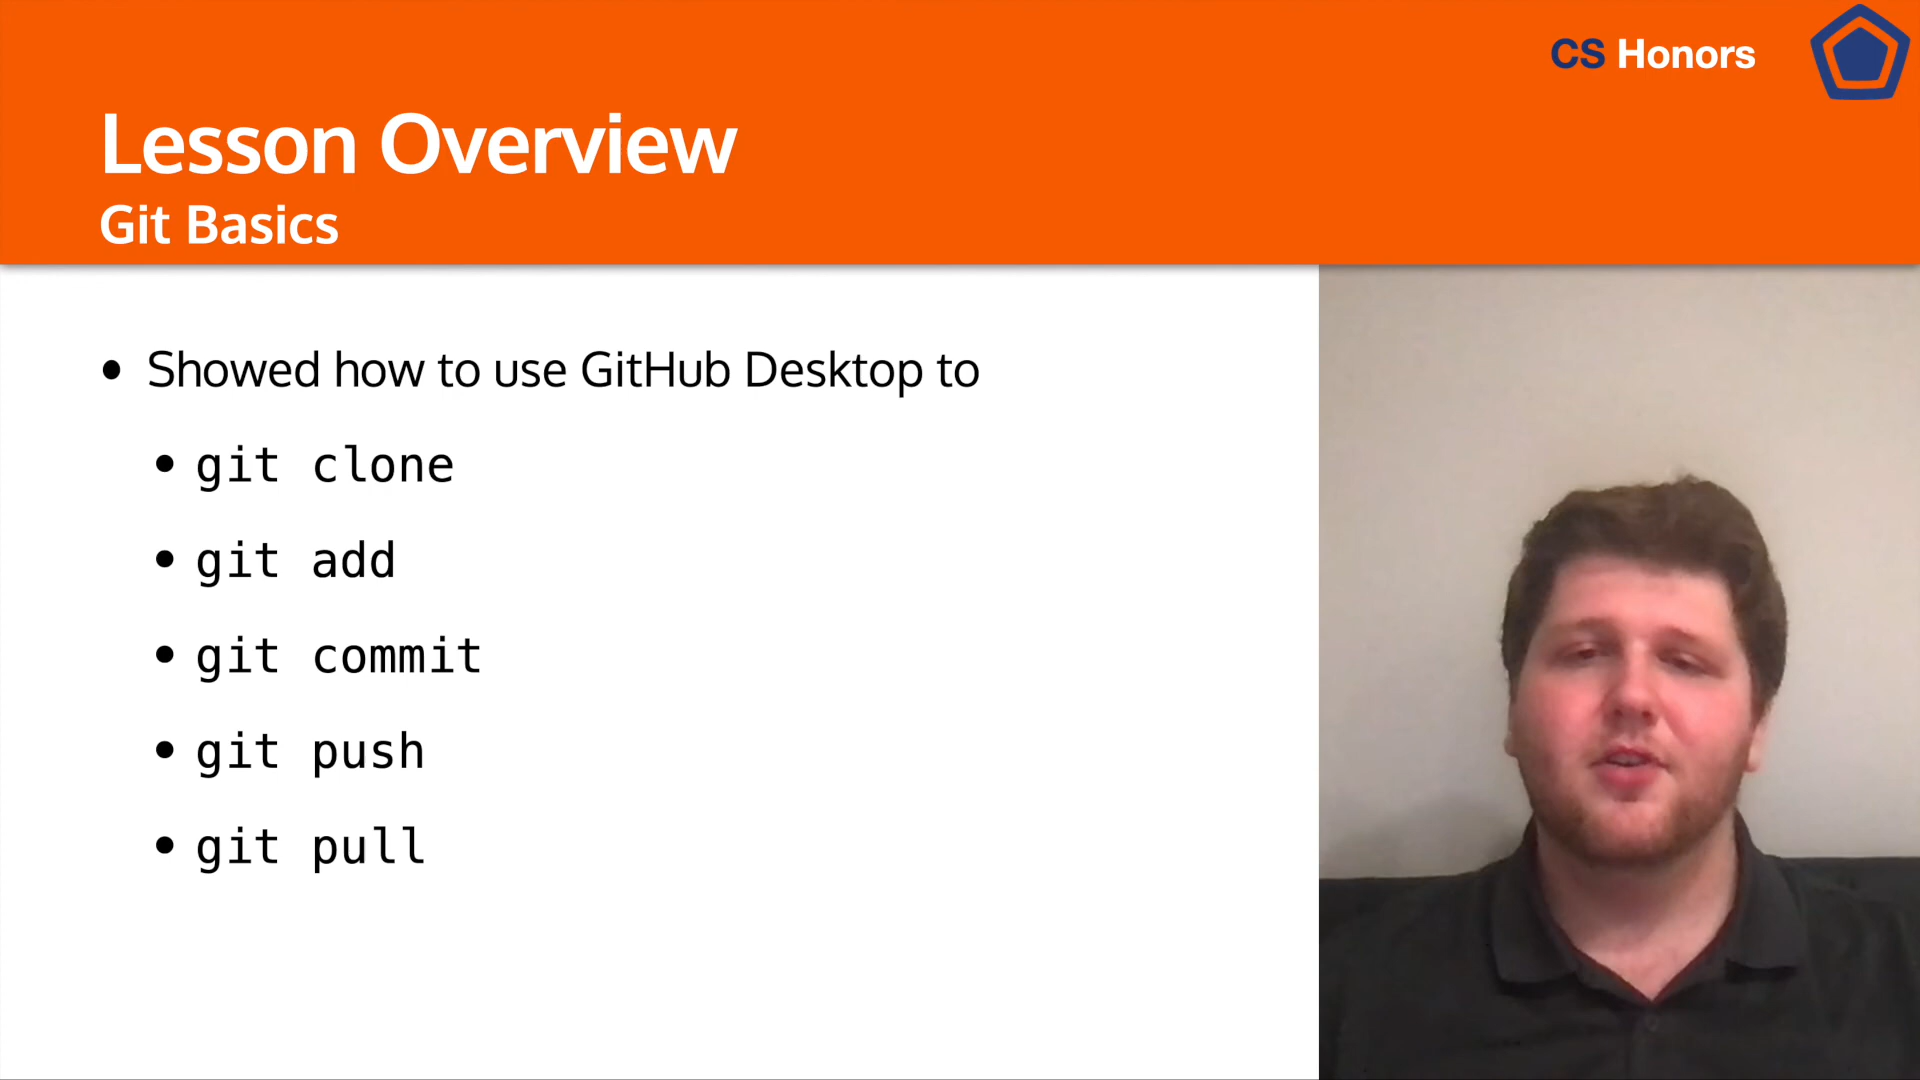 CS Honors
Lesson Overview
Git Basics
• Showed how to use GitHub Desktop to
• git clone
• git add
• git commit
• git push
• git pull